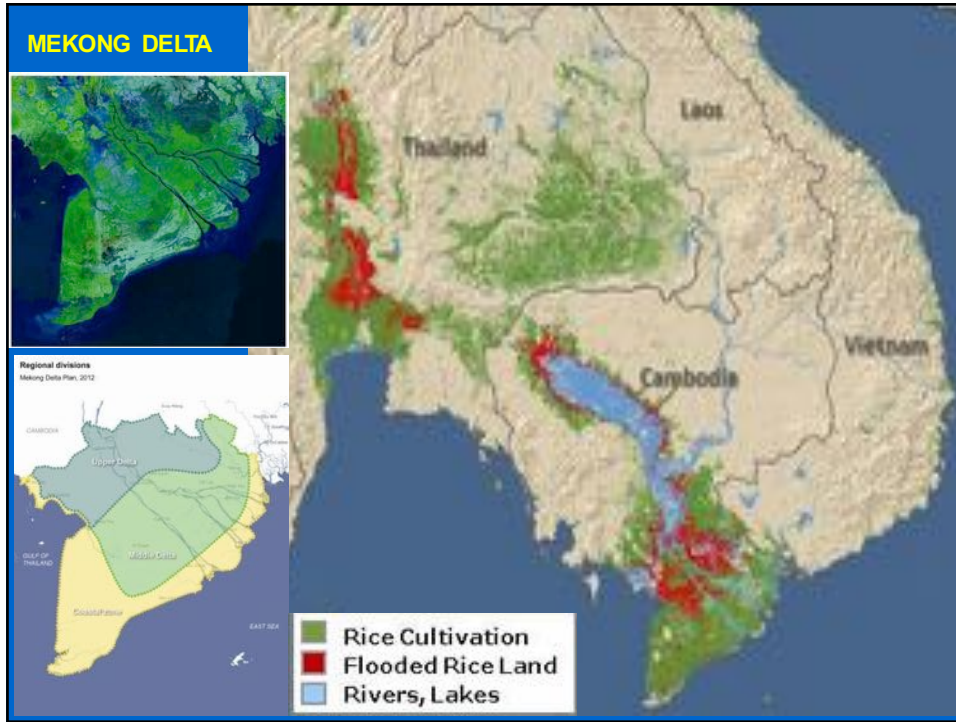 MEKONG DELTA
Laos
Thailand
Vietnam
Cambodia
Regional divisions
Mekong Delta Plan, 2012
CAMBODIA
Upper Delta
Middle Delta
GULF OF
THAILAND
Coastal zone
EAST SEA
Rice Cultivation
Flooded Rice Land
Rivers, Lakes